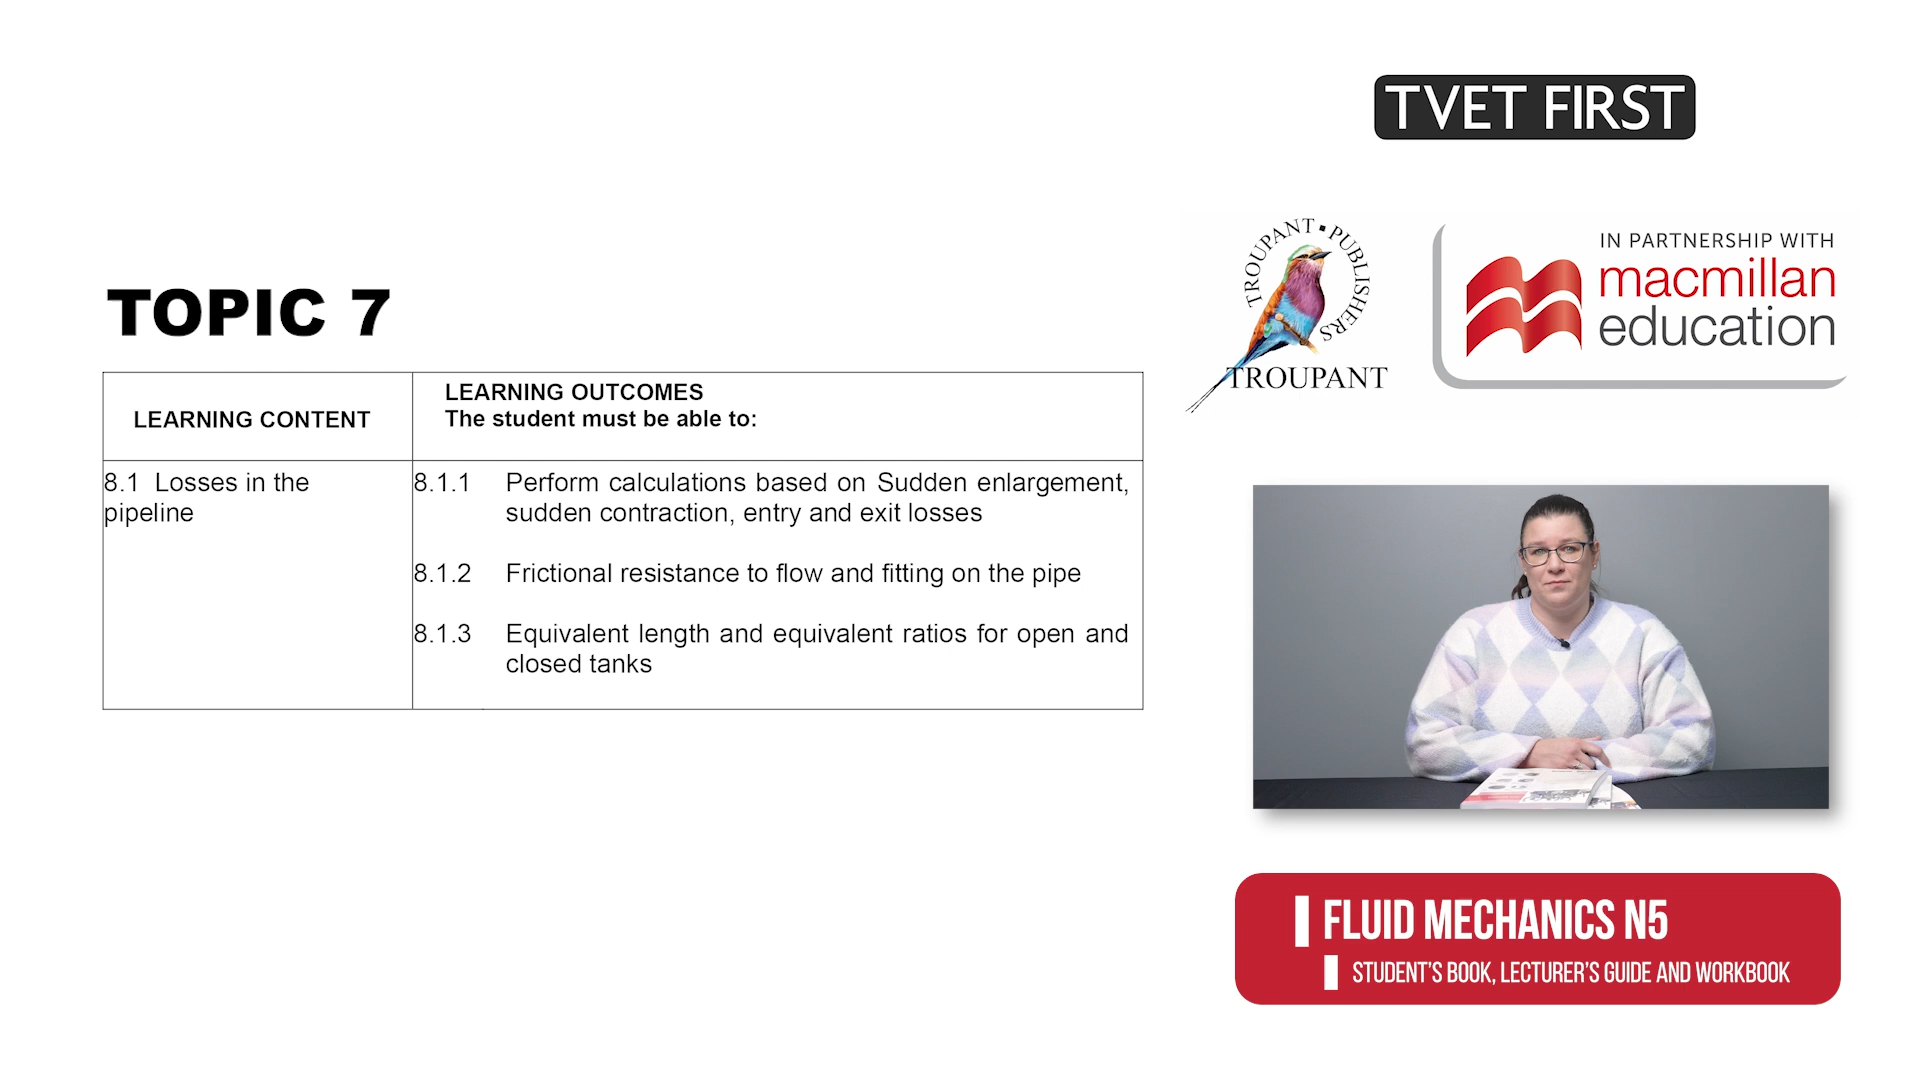 TVET FIRST
TROUPANT ▪ PUBLISHERS
TROUPANT
IN PARTNERSHIP WITH
macmillan
education
TOPIC 7
LEARNING CONTENT
LEARNING OUTCOMES
The student must be able to:
8.1 Losses in the
pipeline
8.1.1 Perform calculations based on Sudden enlargement,
sudden contraction, entry and exit losses
8.1.2 Frictional resistance to flow and fitting on the pipe
8.1.3 Equivalent length and equivalent ratios for open and
closed tanks
FLUID MECHANICS N5
STUDENT'S BOOK, LECTURER'S GUIDE AND WORKBOOK